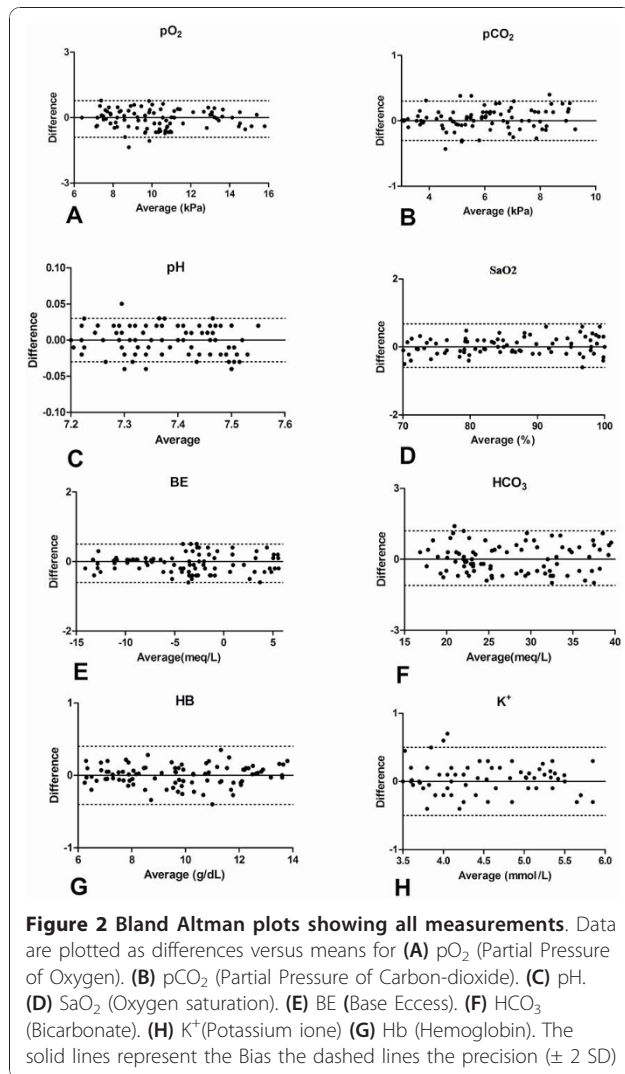 pO₂
3
0
-3
Difference
6 8 10 12 14 16
Average (kPa)
A
pCO₂
1
0
-1
Difference
4 6 8 10
Average (kPa)
B
pH
0.10
0.05
0.00
-0.05
-0.10
Difference
7.2 7.3 7.4 7.5 7.6
Average
C
SaO2
2
0
-2
Difference
70 80 90 100
Average (%)
D
BE
2
0
-2
Difference
-15 -10 -5 0 5
Average(meq/L)
E
HCO₃
3
0
-3
Difference
15 20 25 30 35 40
Average(meq/L)
F
HB
1
0
-1
Difference
6 8 10 12 14
Average (g/dL)
G
K⁺
1
0
-1
Difference
3.5 4.0 4.5 5.0 5.5 6.0
Average (mmol/L)
H
Figure 2 Bland Altman plots showing all measurements. Data
are plotted as differences versus means for (A) pO₂ (Partial Pressure
of Oxygen). (B) pCO₂ (Partial Pressure of Carbon-dioxide). (C) pH.
(D) SaO₂ (Oxygen saturation). (E) BE (Base Eccess). (F) HCO₃
(Bicarbonate). (H) K⁺(Potassium ione) (G) Hb (Hemoglobin). The
solid lines represent the Bias the dashed lines the precision (± 2 SD)